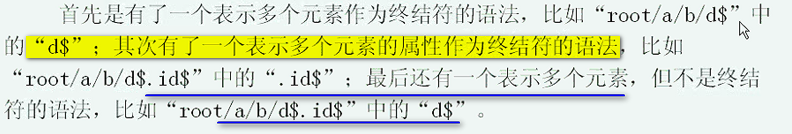 首先是有了一个表示多个元素作为终结符的语法，比如“root/a/b/d$”中
的“d$”；其次有了一个表示多个元素的属性作为终结符的语法，比如
“root/a/b/d$.id$”中的“.id$”；最后还有一个表示多个元素，但不是终结
符的语法，比如“root/a/b/d$.id$”中的“d$”。